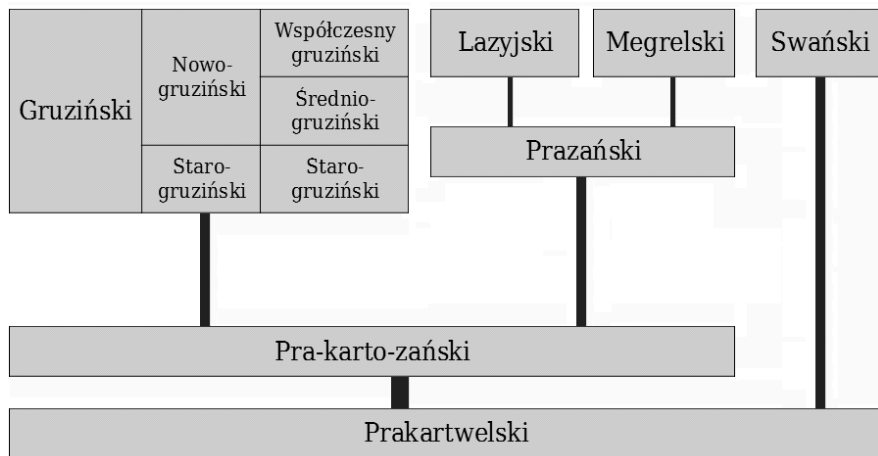 Gruziński
Nowo-
gruziński
Staro-
gruziński
Współczesny
gruziński
Średnio-
gruziński
Staro-
gruziński
Lazyjski
Megrelski
Swański
Prazański
Pra-karto-zański
Prakartwelski